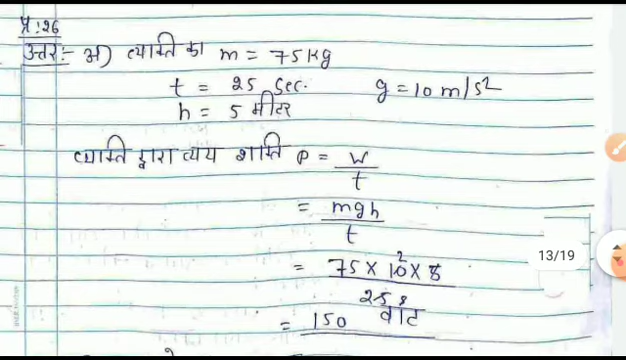 प्र:26
उत्तर:- अ) व्यक्ति का m = 75 kg
t = 25 sec. g = 10 m/s²
h = 5 मीटर
व्यक्ति द्वारा व्यय शक्ति P = W/t
= mgh/t
= 75 × 10 × 5 / 25
13/19
= 150 वाट